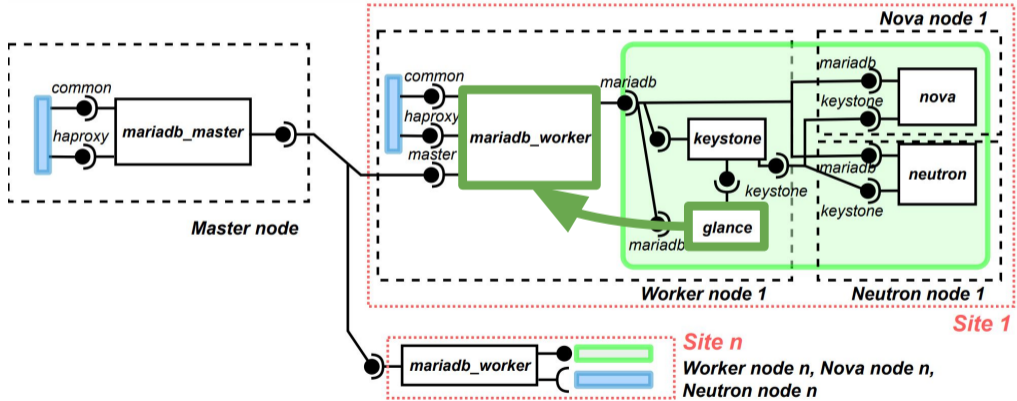 Nova node 1
common
haproxy
mariadb_master
Master node
common
haproxy
master
mariadb_worker
mariadb
keystone
keystone
glance
mariadb
Worker node 1
mariadb
keystone
nova
mariadb
keystone
neutron
Neutron node 1
Site 1
mariadb_worker
Site n
Worker node n, Nova node n,
Neutron node n